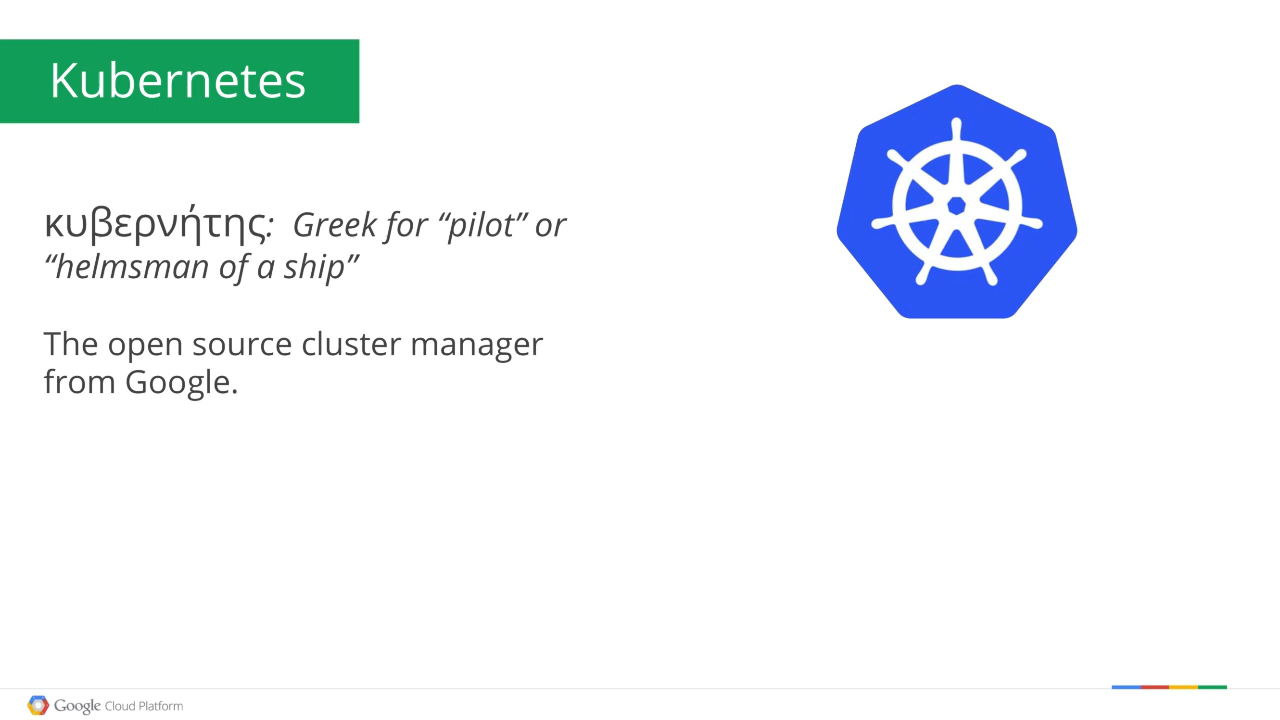 Kubernetes
κυβερνήτης: Greek for “pilot” or
“helmsman of a ship”
The open source cluster manager
from Google.
Google Cloud Platform